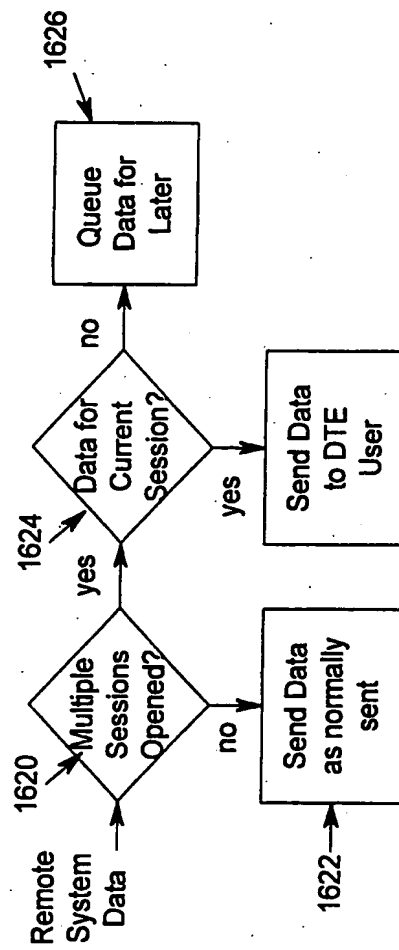 Remote
System
Data
1620
Multiple
Sessions
Opened?
yes
no
1622
Send Data
as normally
sent
1624
Data for
Current
Session?
no
yes
Send Data
to DTE
User
1626
Queue
Data for
Later